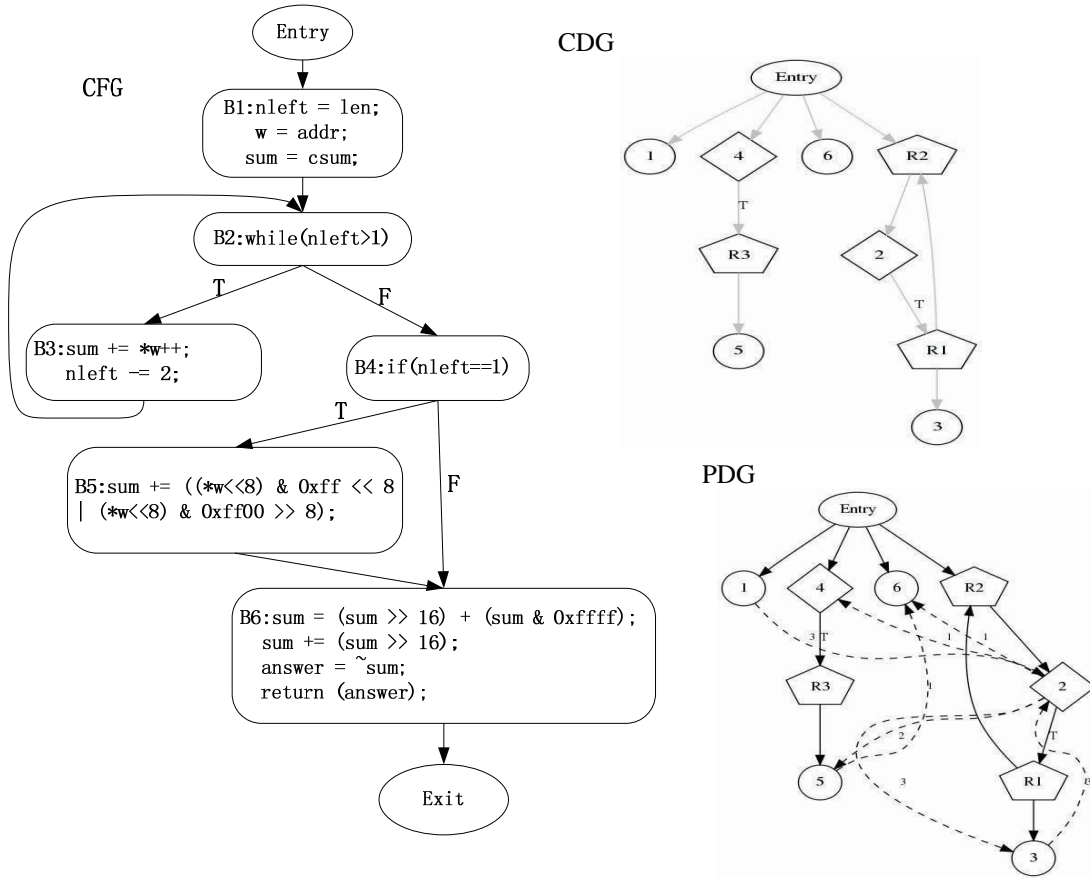 CFG
Entry
B1:nleft = len;
w = addr;
sum = csum;
B2:while(nleft>1)
T
F
B3:sum += *w++;
nleft -= 2;
B4:if(nleft==1)
T
F
B5:sum += ((*w<<8) & 0xff << 8
| (*w<<8) & 0xff00 >> 8);
B6:sum = (sum >> 16) + (sum & 0xffff);
sum += (sum >> 16);
answer = ~sum;
return (answer);
Exit
CDG
Entry
1
4
6
R2
T
R3
2
T
5
R1
3
PDG
Entry
1
4
6
R2
3
T
1
1
R3
1
2
2
T
5
3
R1
3
3